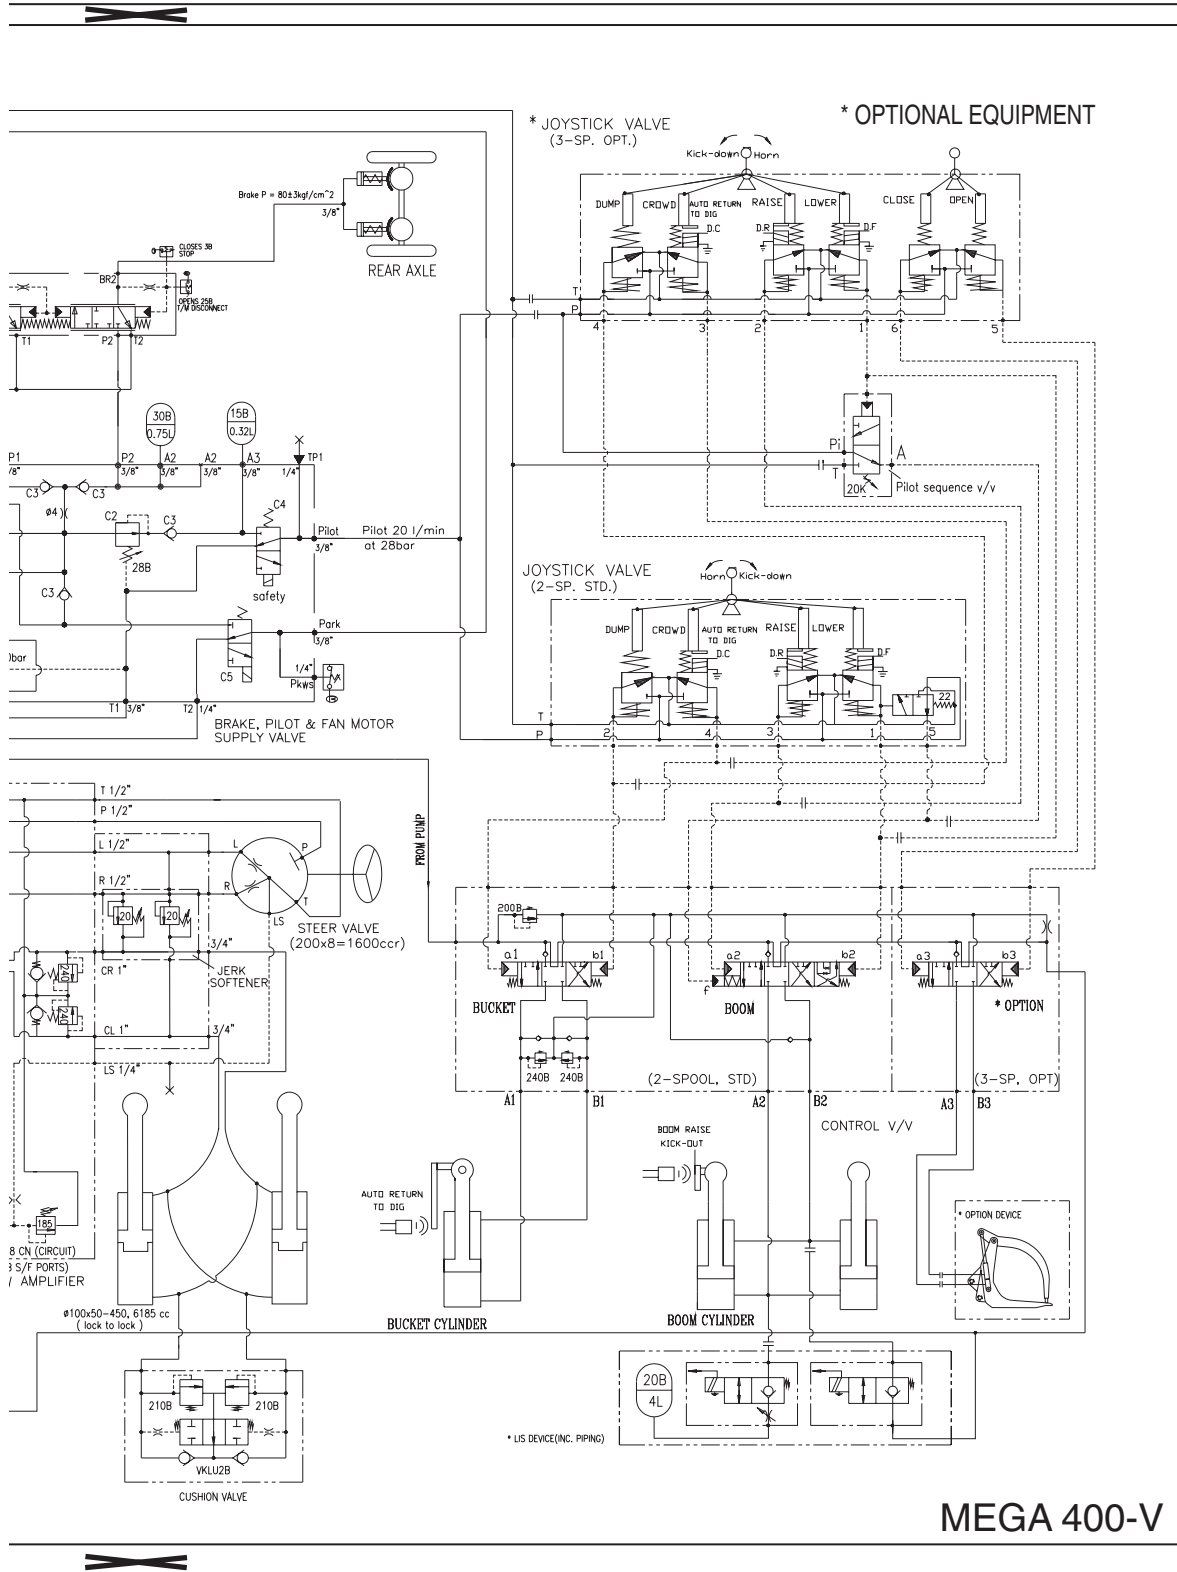 * OPTIONAL EQUIPMENT
* JOYSTICK VALVE
(3-SP. OPT.)
Kick-down Horn
DUMP CROWD AUTO RETURN TO DIG RAISE LOWER CLOSE OPEN
D.C D.R D.F
T
P
4 3 2 1 6 5
Brake P = 80±3kgf/cm^2
3/8"
REAR AXLE
CLOSES 3B
STOP
BR2
OPENS 25B
T/M DISCONNECT
T1 P2 T2
30B
0.75L
15B
0.32L
P1 P2 A2 A2 A3 TP1
3/8" 3/8" 3/8" 3/8" 1/4"
C3 C3
ø4
C2 C3 C4
Pilot
3/8"
Pilot 20 l/min
at 28bar
28B
C3
safety
Park
3/8"
C5
1/4"
Pkws
T1 3/8" T2 1/4"
BRAKE, PILOT & FAN MOTOR
SUPPLY VALVE
Pi A
T
20K
Pilot sequence v/v
JOYSTICK VALVE
(2-SP. STD.)
Horn Kick-down
DUMP CROWD AUTO RETURN TO DIG RAISE LOWER
D.C D.R D.F
22
T
P
2 4 3 1 5
T 1/2"
P 1/2"
L 1/2"
R 1/2"
L P
R T
LS
STEER VALVE
(200x8=1600ccr)
20 20
3/4"
CR 1"
JERK
SOFTENER
240
240
CL 1"
3/4"
LS 1/4"
FROM PUMP
200B
a1 b1 a2 b2 a3
b3
f
BUCKET BOOM * OPTION
240B 240B
(2-SPOOL, STD) (3-SP, OPT)
A1 B1 A2 B2 A3 B3
CONTROL V/V
BOOM RAISE
KICK-OUT
AUTO RETURN
TO DIG
* OPTION DEVICE
185
8 CN (CIRCUIT)
S/F PORTS)
/ AMPLIFIER
ø100x50-450, 6185 cc
( lock to lock )
BUCKET CYLINDER
BOOM CYLINDER
20B
4L
* LIS DEVICE(INC. PIPING)
210B 210B
VKLU2B
CUSHION VALVE
MEGA 400-V